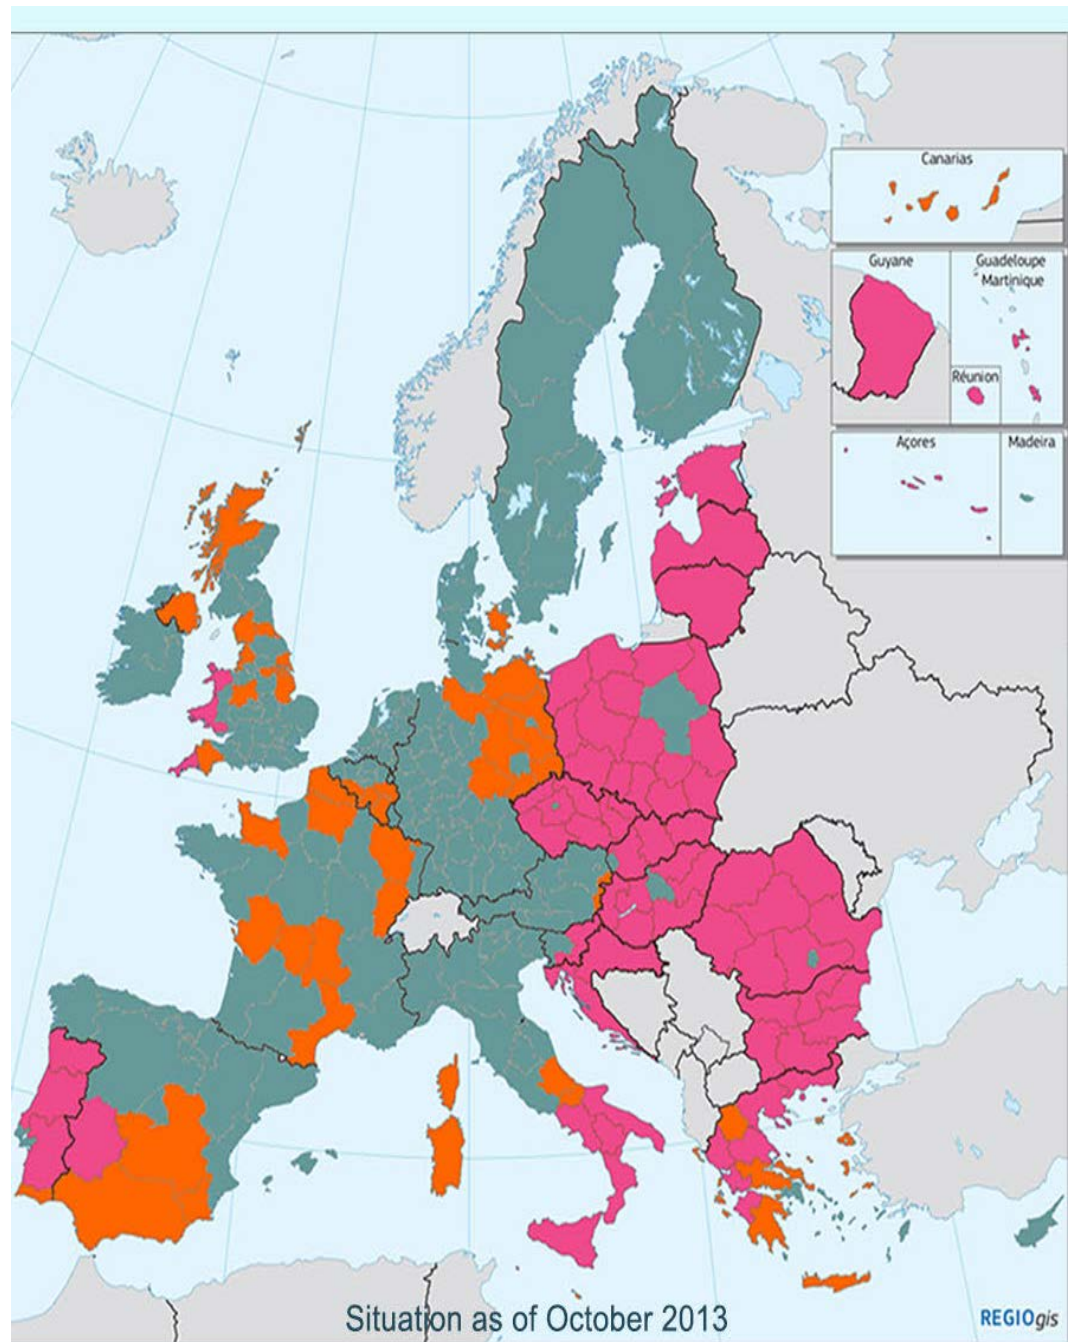 Canarias
Guyane
Guadeloupe
Martinique
Réunion
Açores
Madeira
Situation as of October 2013
REGIOgis